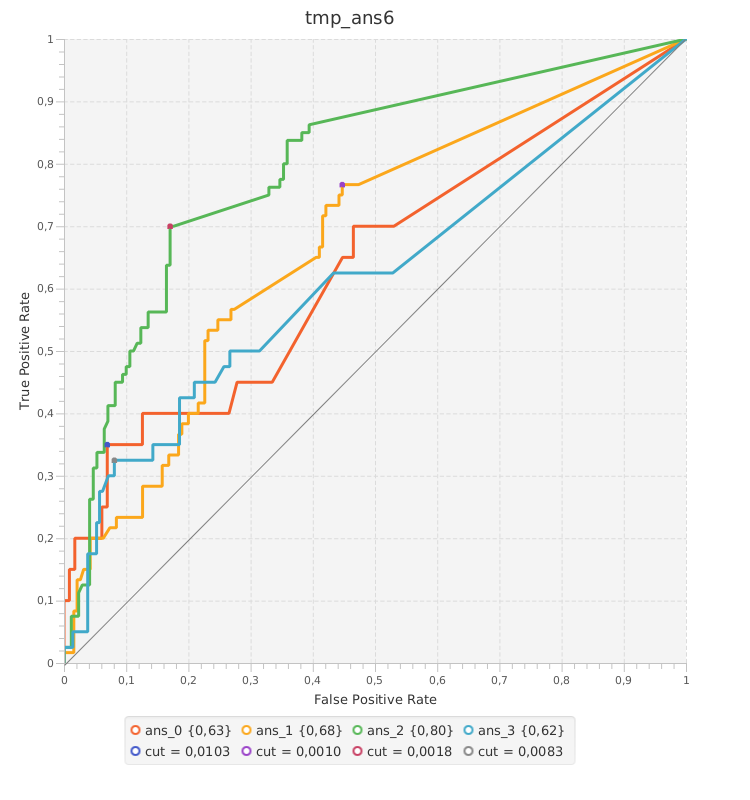 tmp_ans6
1
0,9
0,8
0,7
0,6
0,5
0,4
0,3
0,2
0,1
0
True Positive Rate
0 0,1 0,2 0,3 0,4 0,5 0,6 0,7 0,8 0,9 1
False Positive Rate
ans_0 {0,63} ans_1 {0,68} ans_2 {0,80} ans_3 {0,62}
cut = 0,0103 cut = 0,0010 cut = 0,0018 cut = 0,0083